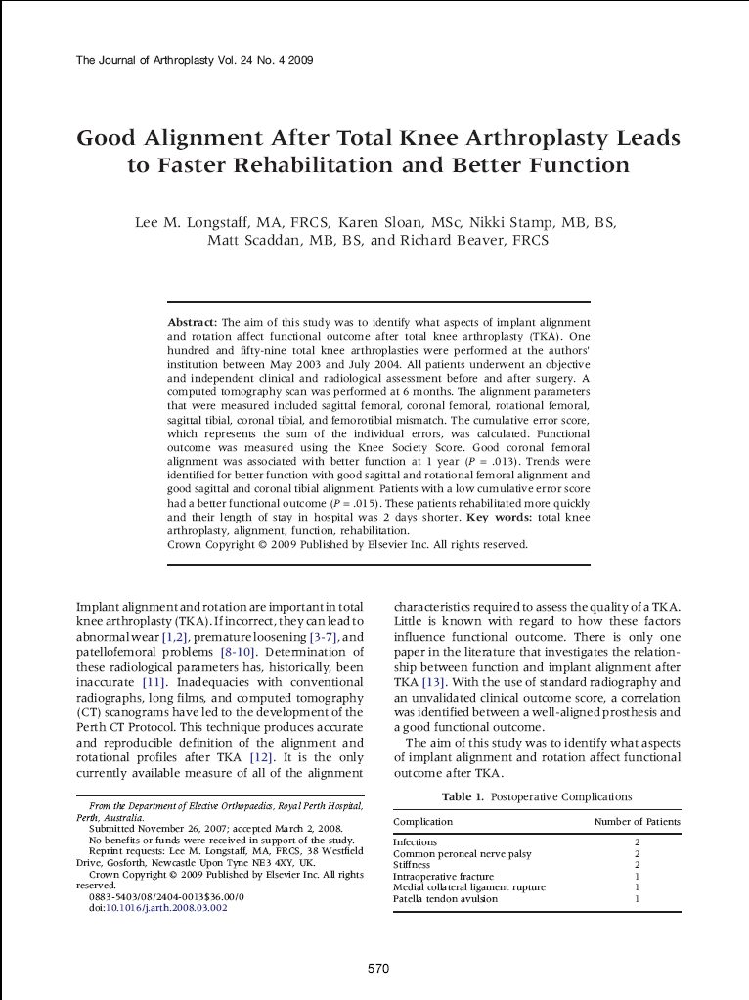 The Journal of Arthroplasty Vol. 24 No. 4 2009
Good Alignment After Total Knee Arthroplasty Leads
to Faster Rehabilitation and Better Function
Lee M. Longstaff, MA, FRCS, Karen Sloan, MSc, Nikki Stamp, MB, BS,
Matt Scaddan, MB, BS, and Richard Beaver, FRCS
Abstract: The aim of this study was to identify what aspects of implant alignment
and rotation affect functional outcome after total knee arthroplasty (TKA). One
hundred and fifty-nine total knee arthroplasties were performed at the authors'
institution between May 2003 and July 2004. All patients underwent an objective
and independent clinical and radiological assessment before and after surgery. A
computed tomography scan was performed at 6 months. The alignment parameters
that were measured included sagittal femoral, coronal femoral, rotational femoral,
sagittal tibial, coronal tibial, and femorotibial mismatch. The cumulative error score,
which represents the sum of the individual errors, was calculated. Functional
outcome was measured using the Knee Society Score. Good coronal femoral
alignment was associated with better function at 1 year (P = .013). Trends were
identified for better function with good sagittal and rotational femoral alignment and
good sagittal and coronal tibial alignment. Patients with a low cumulative error score
had a better functional outcome (P = .015). These patients rehabilitated more quickly
and their length of stay in hospital was 2 days shorter. Key words: total knee
arthroplasty, alignment, function, rehabilitation.
Crown Copyright © 2009 Published by Elsevier Inc. All rights reserved.
Implant alignment and rotation are important in total
knee arthroplasty (TKA). If incorrect, they can lead to
abnormal wear [1,2], premature loosening [3-7], and
patellofemoral problems [8-10]. Determination of
these radiological parameters has, historically, been
inaccurate [11]. Inadequacies with conventional
radiographs, long films, and computed tomography
(CT) scanograms have led to the development of the
Perth CT Protocol. This technique produces accurate
and reproducible definition of the alignment and
rotational profiles after TKA [12]. It is the only
currently available measure of all of the alignment
From the Department of Elective Orthopaedics, Royal Perth Hospital,
Perth, Australia.
Submitted November 26, 2007; accepted March 2, 2008.
No benefits or funds were received in support of the study.
Reprint requests: Lee M. Longstaff, MA, FRCS, 38 Westfield
Drive, Gosforth, Newcastle Upon Tyne NE3 4XY, UK.
Crown Copyright © 2009 Published by Elsevier Inc. All rights
reserved.
0883-5403/08/2404-0013$36.00/0
doi:10.1016/j.arth.2008.03.002
characteristics required to assess the quality of a TKA.
Little is known with regard to how these factors
influence functional outcome. There is only one
paper in the literature that investigates the relation-
ship between function and implant alignment after
TKA [13]. With the use of standard radiography and
an unvalidated clinical outcome score, a correlation
was identified between a well-aligned prosthesis and
a good functional outcome.
The aim of this study was to identify what aspects
of implant alignment and rotation affect functional
outcome after TKA.
Table 1. Postoperative Complications
Complication Number of Patients
Infections 2
Common peroneal nerve palsy 2
Stiffness 2
Intraoperative fracture 1
Medial collateral ligament rupture 1
Patella tendon avulsion 1
570